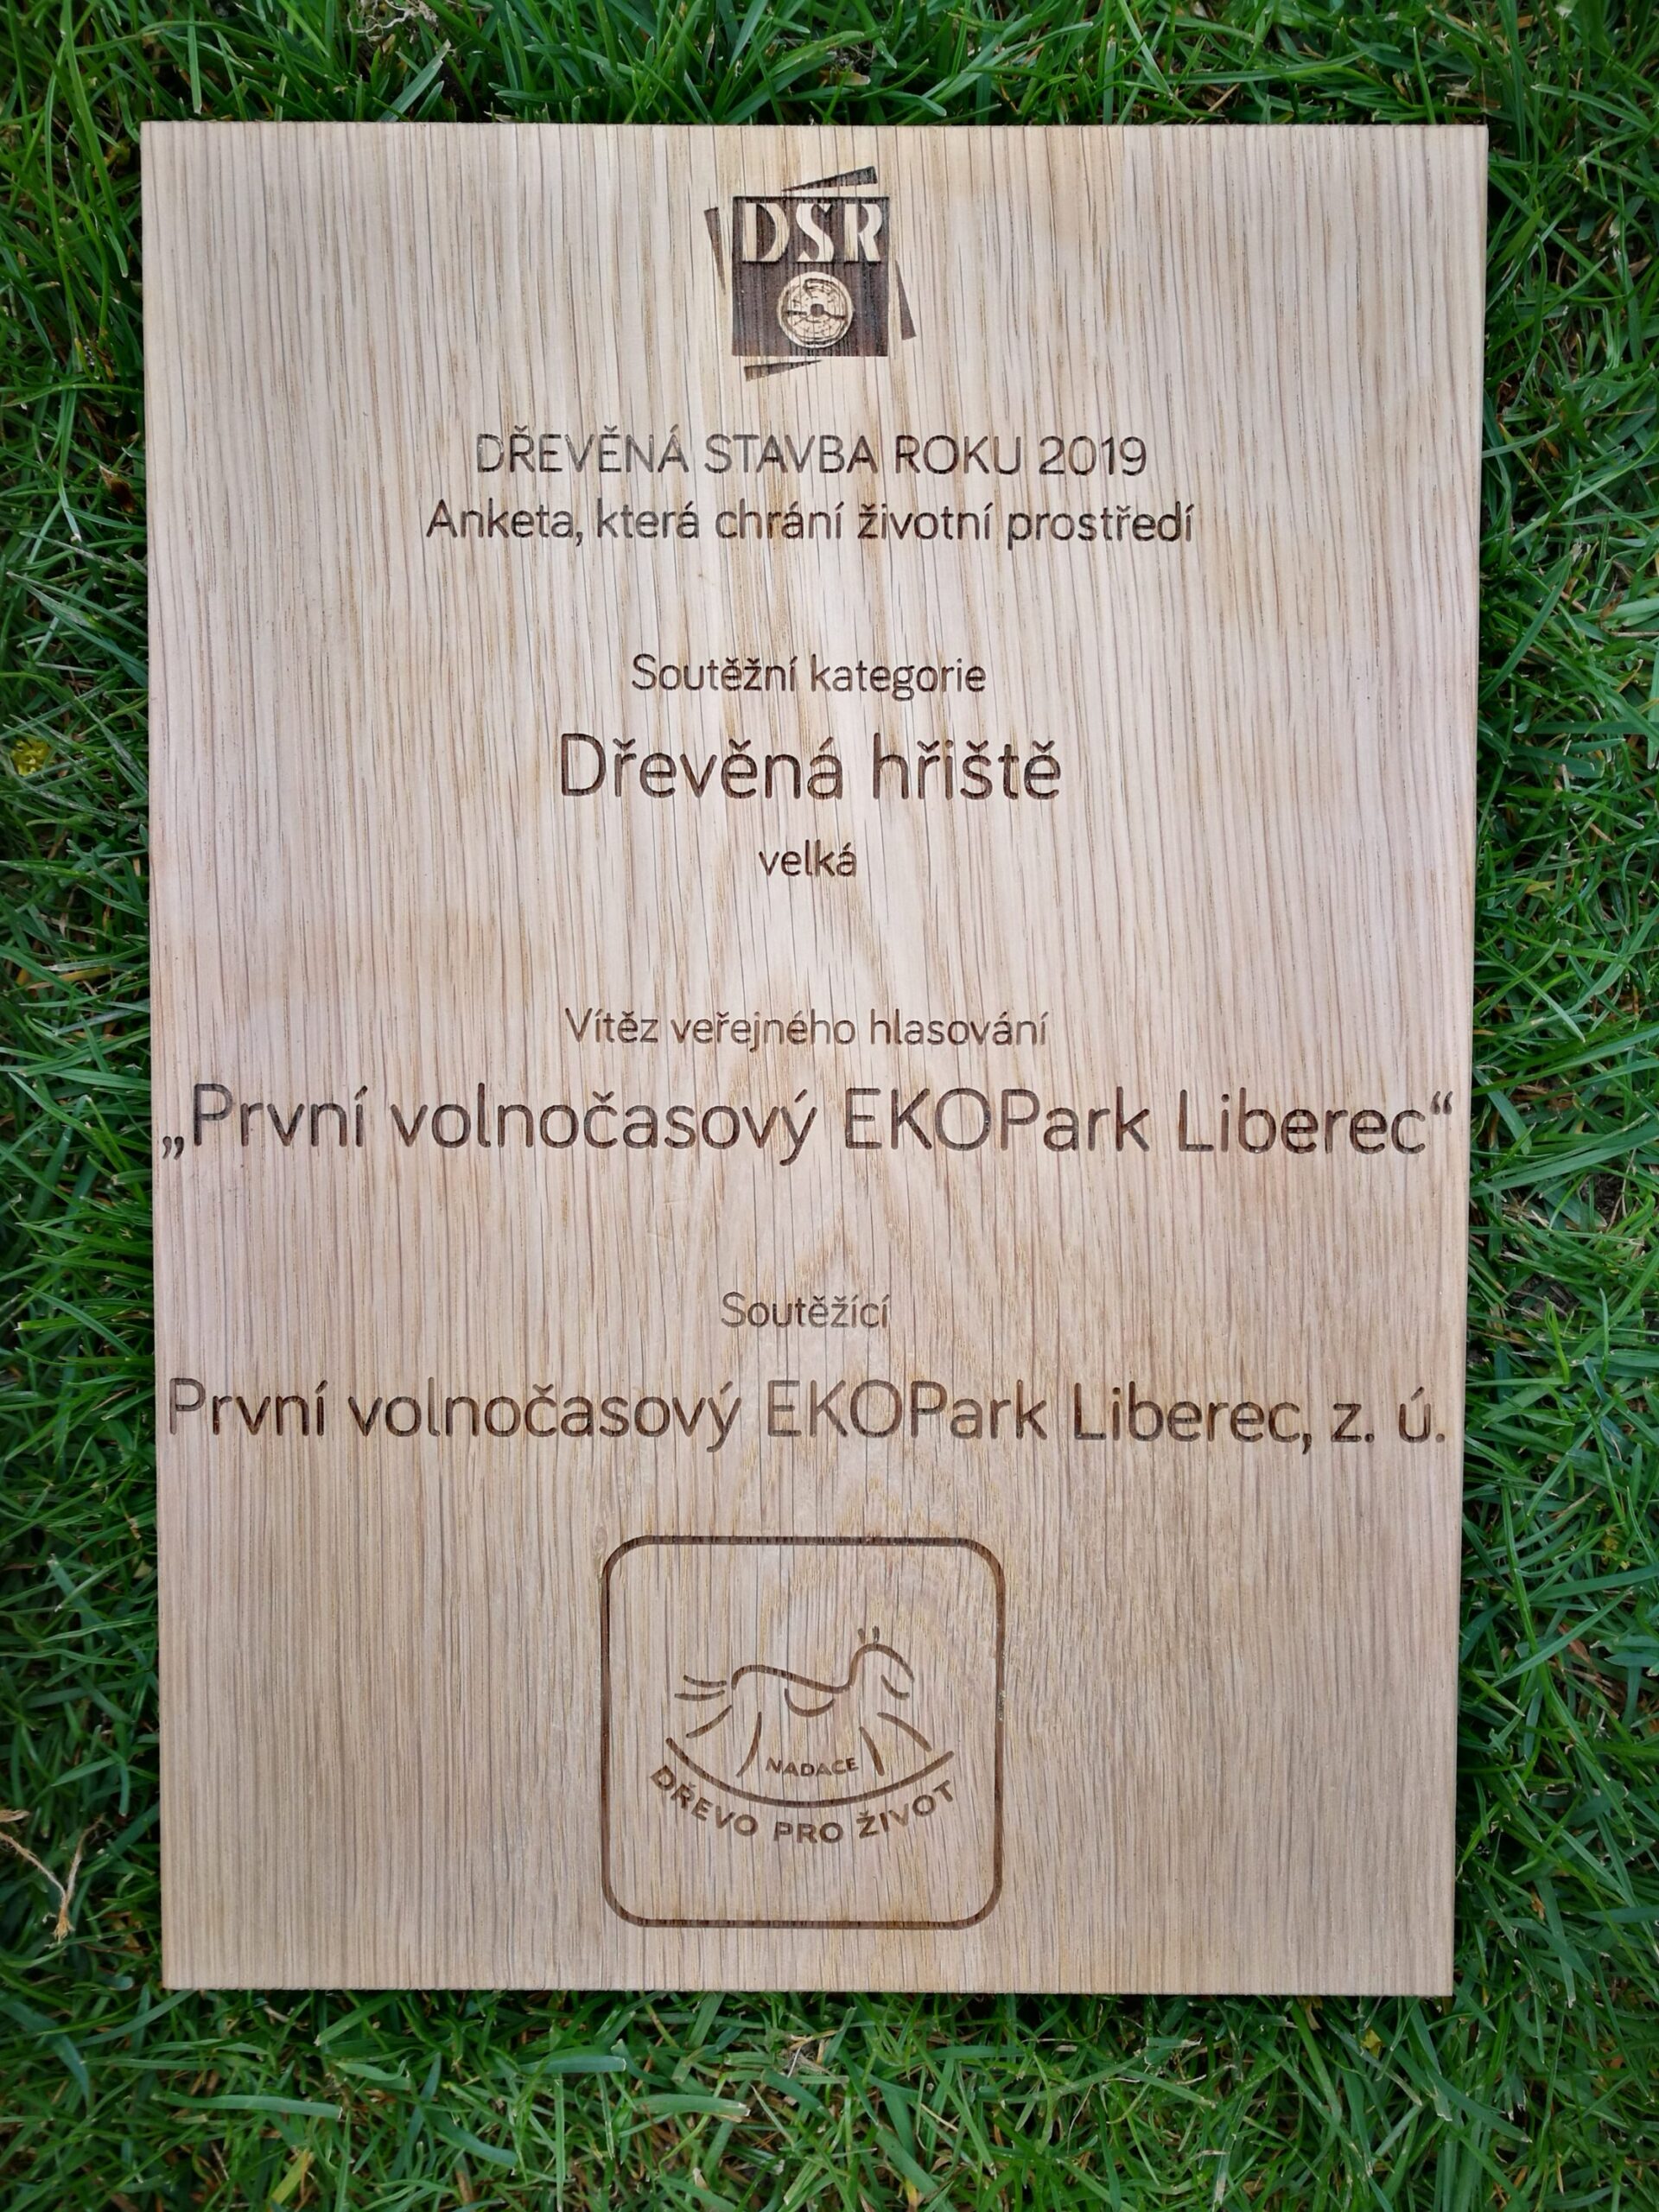 DSR
DŘEVĚNÁ STAVBA ROKU 2019
Anketa, která chrání životní prostředí
Soutěžní kategorie
Dřevěná hřiště
velká
Vítěz veřejného hlasování
„První volnočasový EKOPark Liberec“
Soutěžící
První volnočasový EKOPark Liberec, z. ú.
NADACE
DŘEVO PRO ŽIVOT